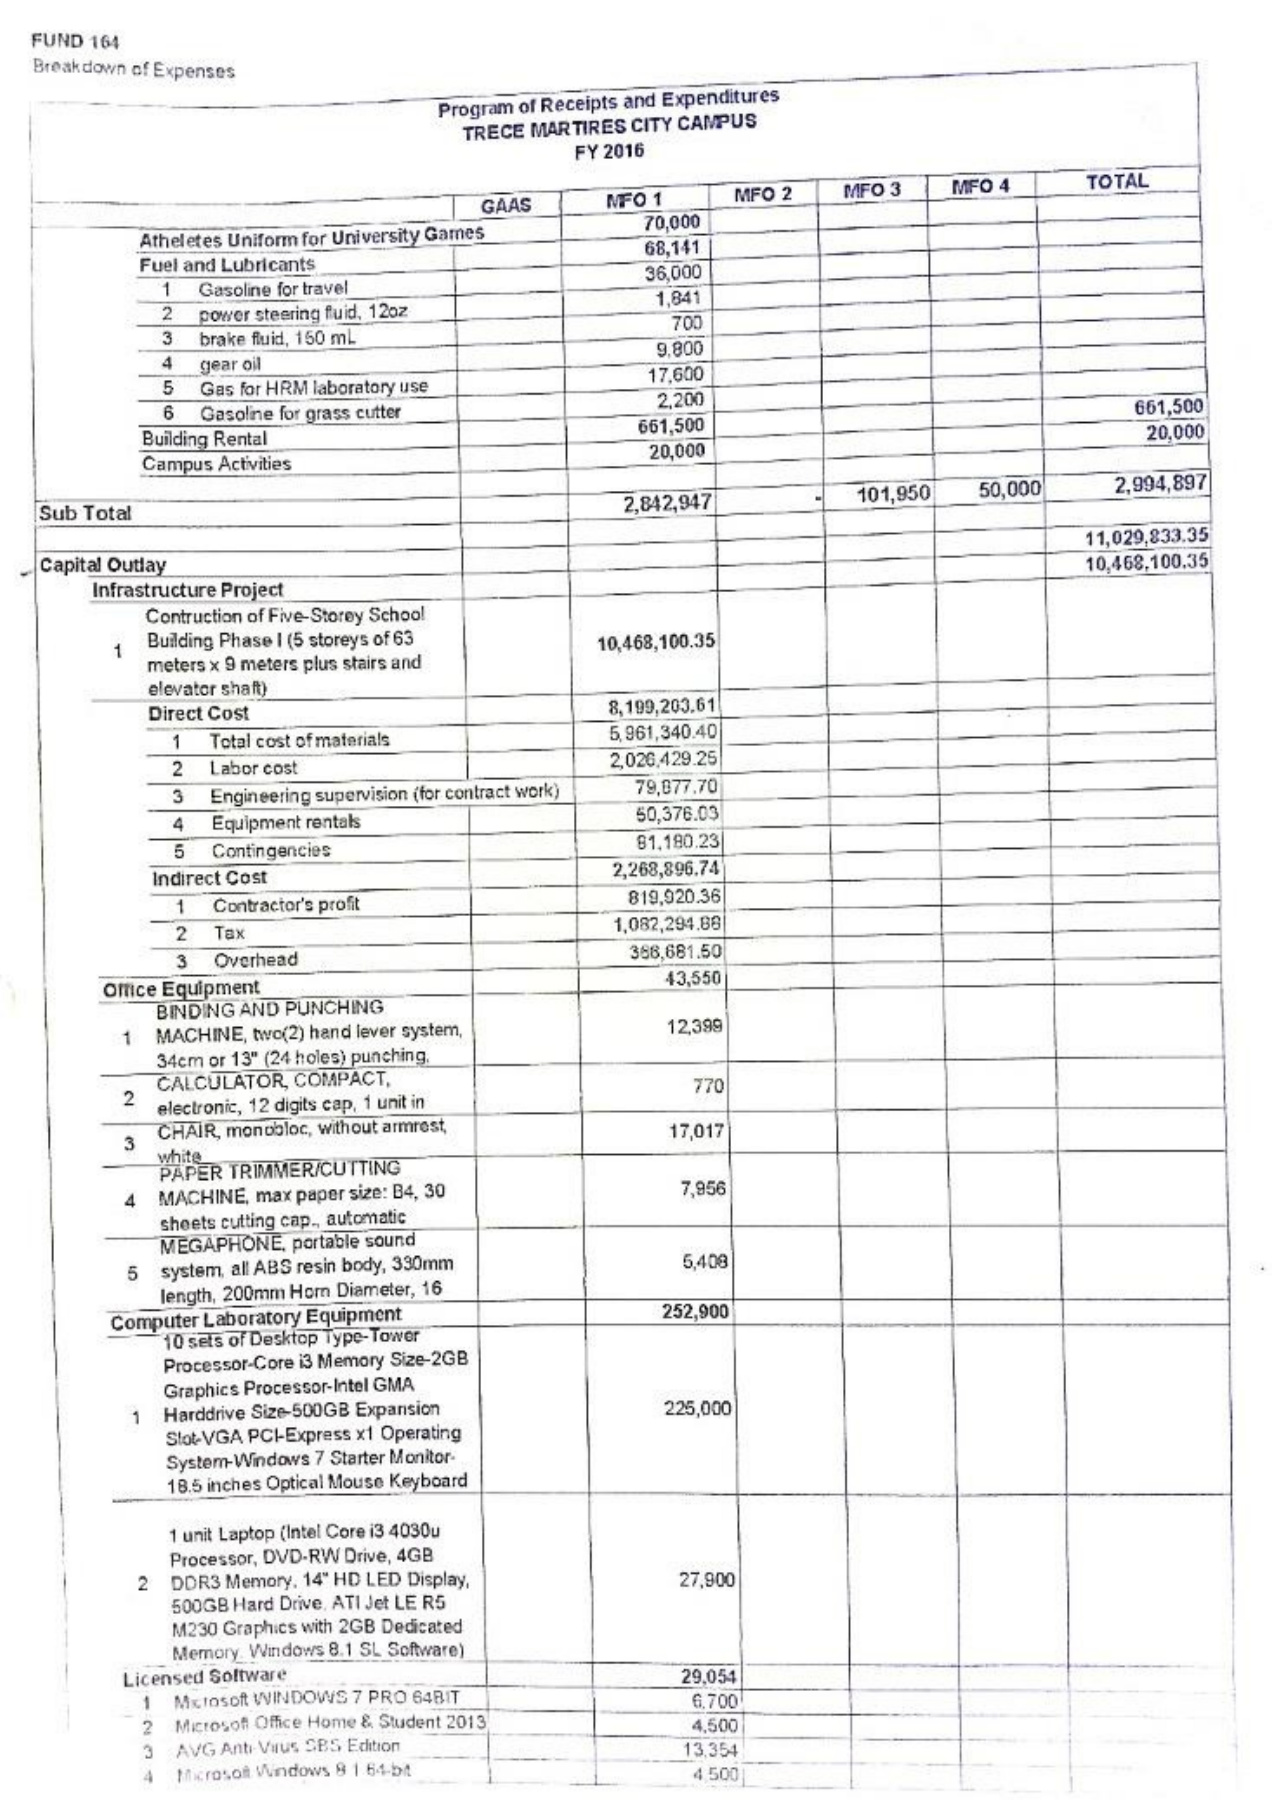 FUND 164
Breakdown of Expenses
Program of Receipts and Expenditures
TRECE MARTIRES CITY CAMPUS
FY 2016
GAAS MFO 1 MFO 2 MFO 3 MFO 4 TOTAL
Atheletes Uniform for University Games 70,000
Fuel and Lubricants 68,141
1 Gasoline for travel 36,000
2 power steering fluid, 12oz 1,841
3 brake fluid, 150 mL 700
4 gear oil 9,800
5 Gas for HRM laboratory use 17,600
6 Gasoline for grass cutter 2,200
Building Rental 661,500 661,500
Campus Activities 20,000 20,000
Sub Total 2,842,947 - 101,950 50,000 2,994,897
Capital Outlay 11,029,833.35
Infrastructure Project 10,468,100.35
Contruction of Five-Storey School
1 Building Phase I (5 storeys of 63 10,468,100.35
meters x 9 meters plus stairs and
elevator shaft)
Direct Cost 8,199,203.61
1 Total cost of materials 5,961,340.40
2 Labor cost 2,026,429.25
3 Engineering supervision (for contract work) 79,877.70
4 Equipment rentals 50,376.03
5 Contingencies 81,180.23
Indirect Cost 2,268,896.74
1 Contractor's profit 819,920.36
2 Tax 1,082,294.88
3 Overhead 366,681.50
Office Equipment 43,550
BINDING AND PUNCHING
1 MACHINE, two(2) hand lever system, 12,399
34cm or 13" (24 holes) punching,
CALCULATOR, COMPACT,
2 electronic, 12 digits cap, 1 unit in 770
3 CHAIR, monobloc, without armrest, 17,017
white
PAPER TRIMMER/CUTTING
4 MACHINE, max paper size: B4, 30 7,956
sheets cutting cap., automatic
MEGAPHONE, portable sound
5 system, all ABS resin body, 330mm 5,408
length, 200mm Horn Diameter, 16
Computer Laboratory Equipment 252,900
10 sets of Desktop Type-Tower
Processor-Core i3 Memory Size-2GB
Graphics Processor-Intel GMA
1 Harddrive Size-500GB Expansion 225,000
Slot-VGA PCI-Express x1 Operating
System-Windows 7 Starter Monitor-
18.5 inches Optical Mouse Keyboard
1 unit Laptop (Intel Core i3 4030u
Processor, DVD-RW Drive, 4GB
2 DDR3 Memory, 14" HD LED Display, 27,900
500GB Hard Drive, ATI Jet LE R5
M230 Graphics with 2GB Dedicated
Memory, Windows 8.1 SL Software)
Licensed Software 29,054
1 Microsoft WINDOWS 7 PRO 64BIT 6,700
2 Microsoft Office Home & Student 2013 4,500
3 AVG Anti-Virus SBS Edition 13,354
4 Microsoft Windows 8.1 64-bit 4,500